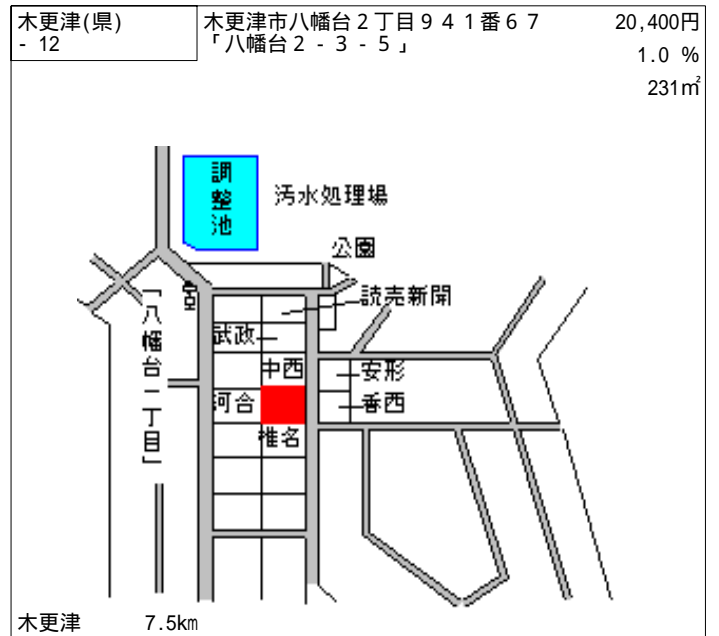 木更津(県)
- 12
木更津市八幡台２丁目９４１番６７
「八幡台２‐３‐５」
20,400円
1.0 %
231㎡
調整池
汚水処理場
公園
宮
読売新聞
「八幡台一丁目」
武政
中西
安形
河合
香西
椎名
木更津 7.5km